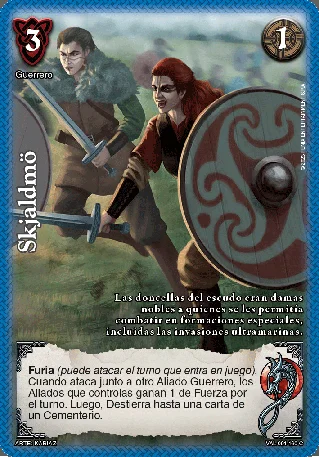 3
1
Guerrero
Skjaldmö
Las doncellas del escudo eran damas
nobles a quienes se les permitía
combatir en formaciones especiales,
incluidas las invasiones ultramarinas.
Furia (puede atacar el turno que entra en juego).
Cuando ataca junto a otro Aliado Guerrero, los
Aliados que controlas ganan 1 de Fuerza por
el turno. Luego, Destierra hasta una carta de
un Cementerio.